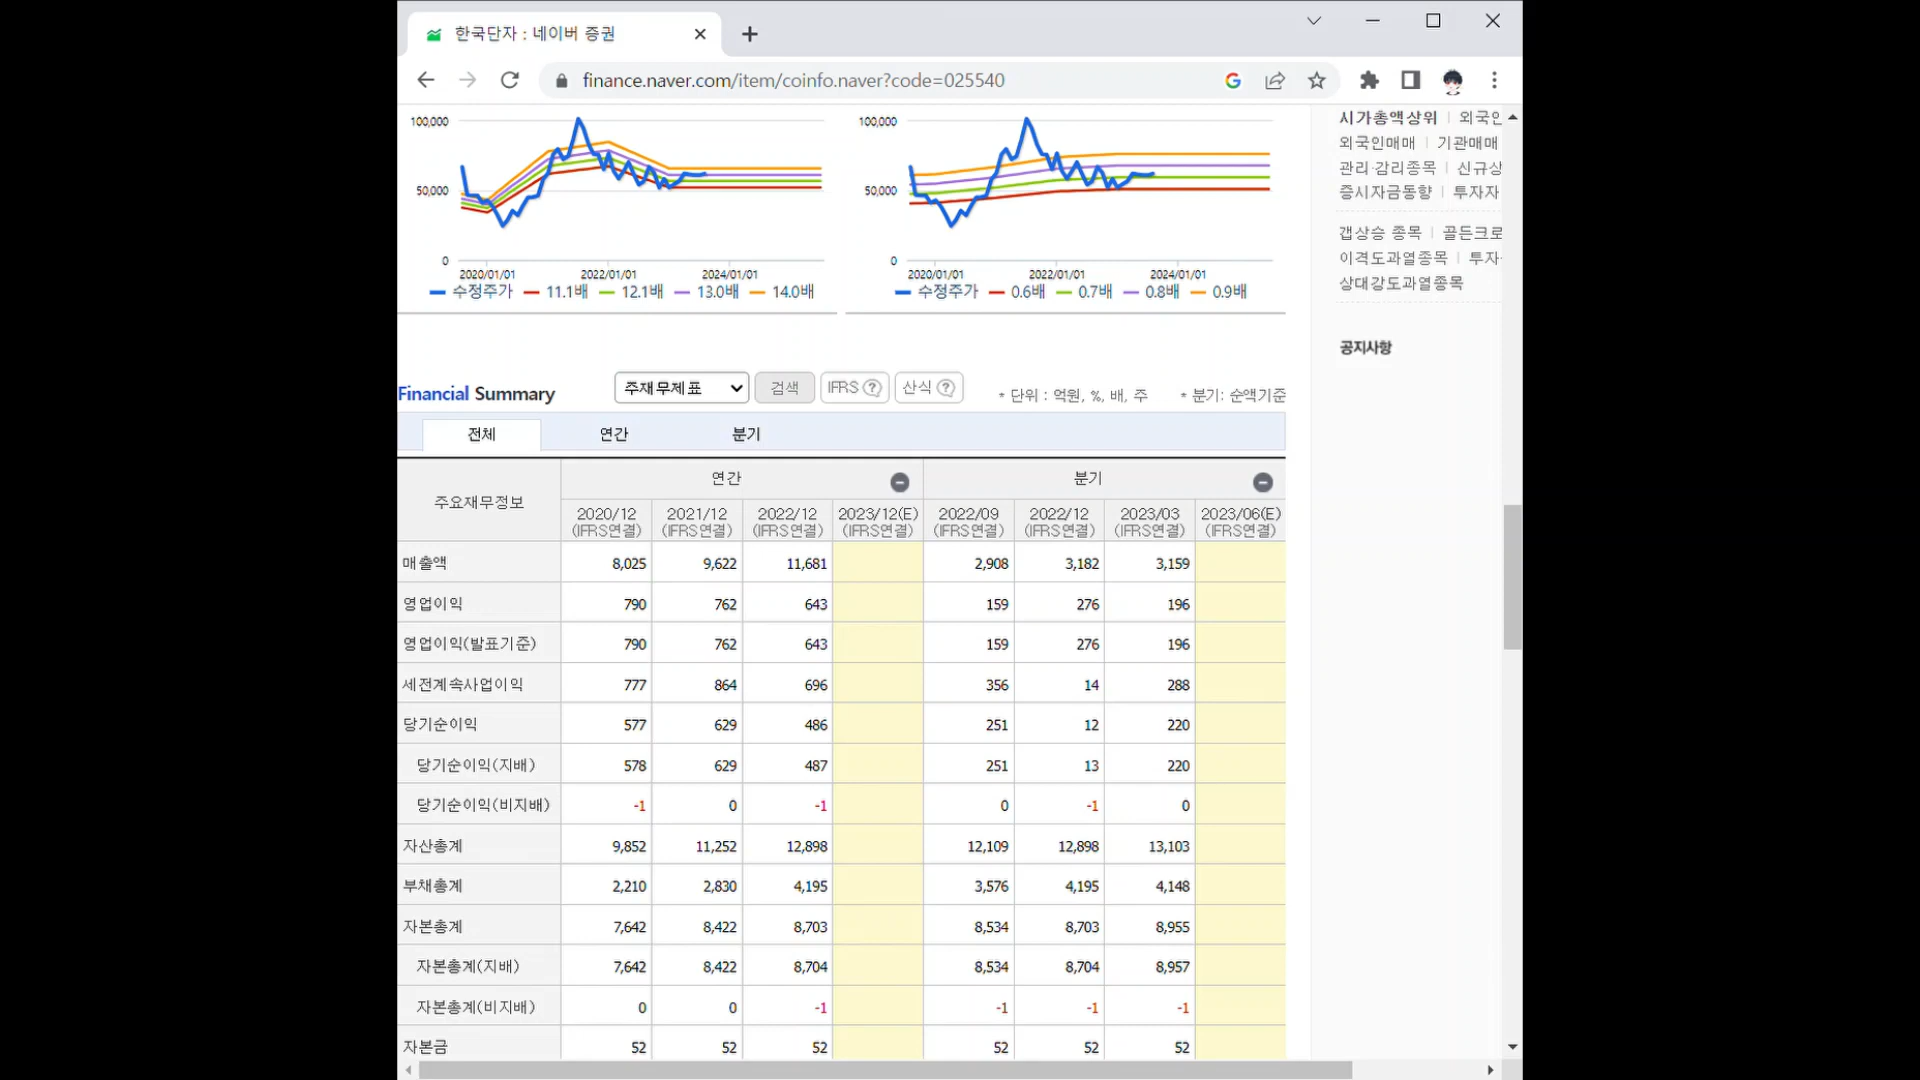 한국단자 : 네이버 증권
finance.naver.com/item/coinfo.naver?code=025540
100,000
50,000
0
2020/01/01 2022/01/01 2024/01/01
수정주가 11.1배 12.1배 13.0배 14.0배
100,000
50,000
0
2020/01/01 2022/01/01 2024/01/01
수정주가 0.6배 0.7배 0.8배 0.9배
시가총액상위 외국인
외국인매매 기관매매
관리·감리종목 신규상
증시자금동향 투자자
갭상승 종목 골든크로
이격도과열종목 투자
상대강도과열종목
공지사항
Financial Summary 주재무제표 검색 IFRS ? 산식 ? * 단위 : 억원, %, 배, 주 * 분기: 순액기준
전체 연간 분기
주요재무정보 연간 분기
2020/12 2021/12 2022/12 2023/12(E) 2022/09 2022/12 2023/03 2023/06(E)
(IFRS연결) (IFRS연결) (IFRS연결) (IFRS연결) (IFRS연결) (IFRS연결) (IFRS연결) (IFRS연결)
매출액 8,025 9,622 11,681 2,908 3,182 3,159
영업이익 790 762 643 159 276 196
영업이익(발표기준) 790 762 643 159 276 196
세전계속사업이익 777 864 696 356 14 288
당기순이익 577 629 486 251 12 220
당기순이익(지배) 578 629 487 251 13 220
당기순이익(비지배) -1 0 -1 0 -1 0
자산총계 9,852 11,252 12,898 12,109 12,898 13,103
부채총계 2,210 2,830 4,195 3,576 4,195 4,148
자본총계 7,642 8,422 8,703 8,534 8,703 8,955
자본총계(지배) 7,642 8,422 8,704 8,534 8,704 8,957
자본총계(비지배) 0 0 -1 -1 -1 -1
자본금 52 52 52 52 52 52